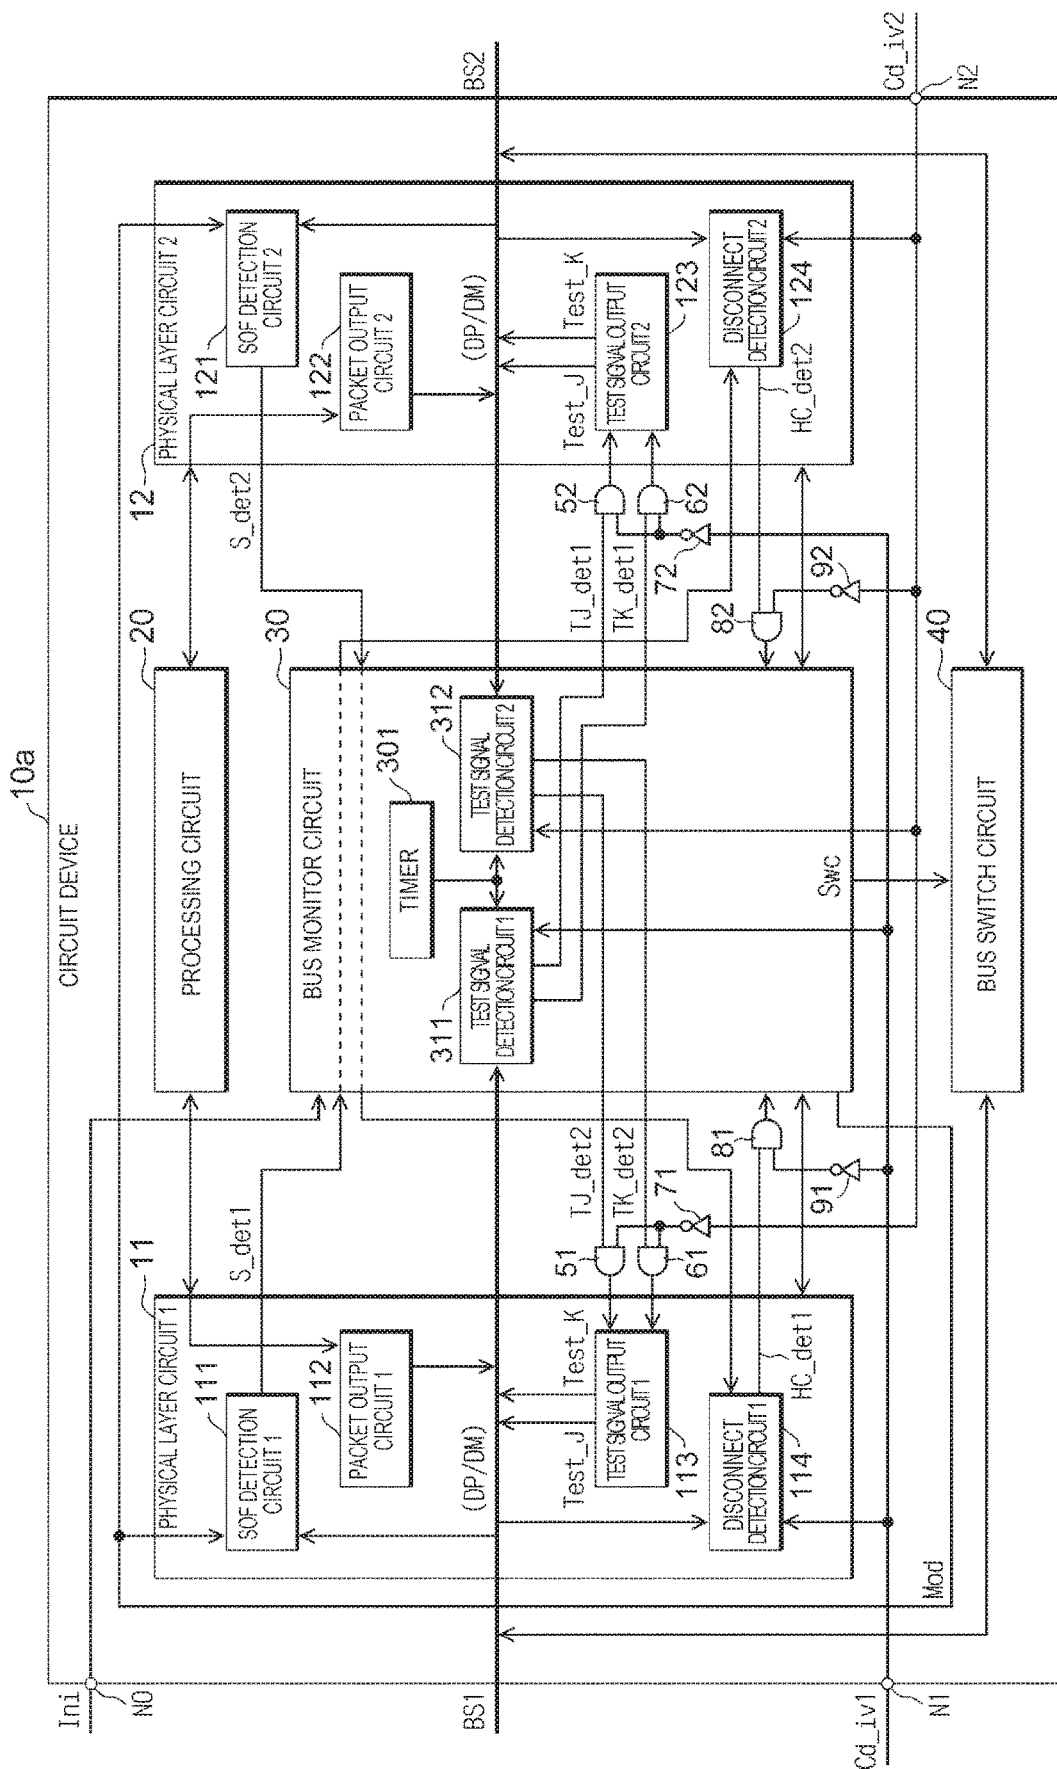 10a
CIRCUIT DEVICE
Ini
N0
11
PHYSICAL LAYER CIRCUIT 1
111
SOF DETECTION
CIRCUIT 1
S_det1
112
PACKET OUTPUT
CIRCUIT 1
(DP/DM)
BS1
Test_J
Test_K
TEST SIGNAL OUTPUT
CIRCUIT 1
113
DISCONNECT
DETECTION CIRCUIT 1
114
HC_det1
Mod
Cd_iv1
N1
20
PROCESSING CIRCUIT
30
BUS MONITOR CIRCUIT
TIMER
301
311
TEST SIGNAL
DETECTION CIRCUIT 1
312
TEST SIGNAL
DETECTION CIRCUIT 2
TJ_det2
TK_det2
51
61
71
81
91
TJ_det1
TK_det1
52
62
72
82
92
Swc
40
BUS SWITCH CIRCUIT
12
PHYSICAL LAYER CIRCUIT 2
121
SOF DETECTION
CIRCUIT 2
S_det2
122
PACKET OUTPUT
CIRCUIT 2
(DP/DM)
BS2
Test_J
Test_K
TEST SIGNAL OUTPUT
CIRCUIT 2
123
DISCONNECT
DETECTION CIRCUIT 2
124
HC_det2
Cd_iv2
N2